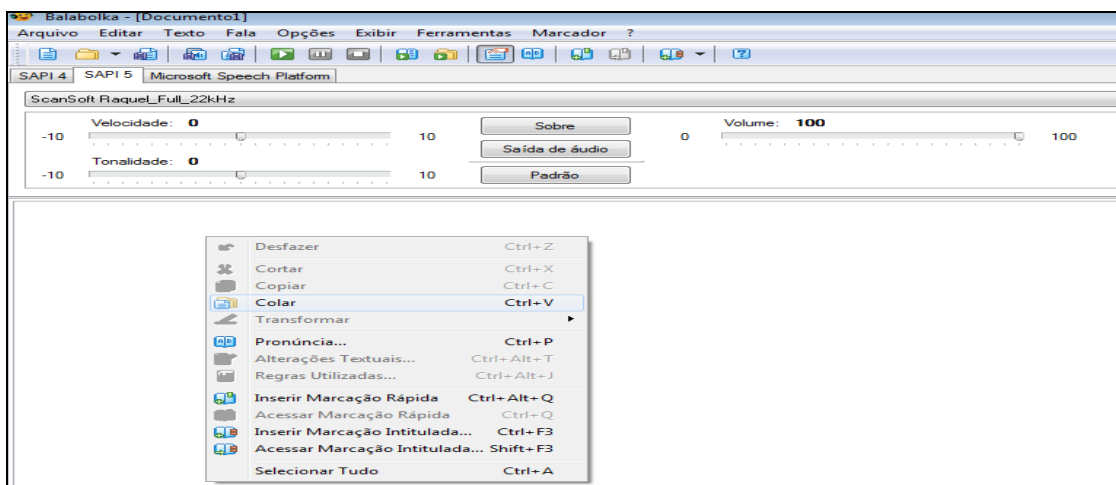 Balabolka - [Documento1]
Arquivo Editar Texto Fala Opções Exibir Ferramentas Marcador ?
SAPI 4 SAPI 5 Microsoft Speech Platform
ScanSoft Raquel_Full_22kHz
Velocidade: 0 Sobre Volume: 100
-10 10 0 100
Saída de áudio
Tonalidade: 0
-10 10 Padrão
Desfazer Ctrl+Z
Cortar Ctrl+X
Copiar Ctrl+C
Colar Ctrl+V
Transformar
Pronúncia... Ctrl+P
Alterações Textuais... Ctrl+Alt+T
Regras Utilizadas... Ctrl+Alt+J
Inserir Marcação Rápida Ctrl+Alt+Q
Acessar Marcação Rápida Ctrl+Q
Inserir Marcação Intitulada... Ctrl+F3
Acessar Marcação Intitulada... Shift+F3
Selecionar Tudo Ctrl+A